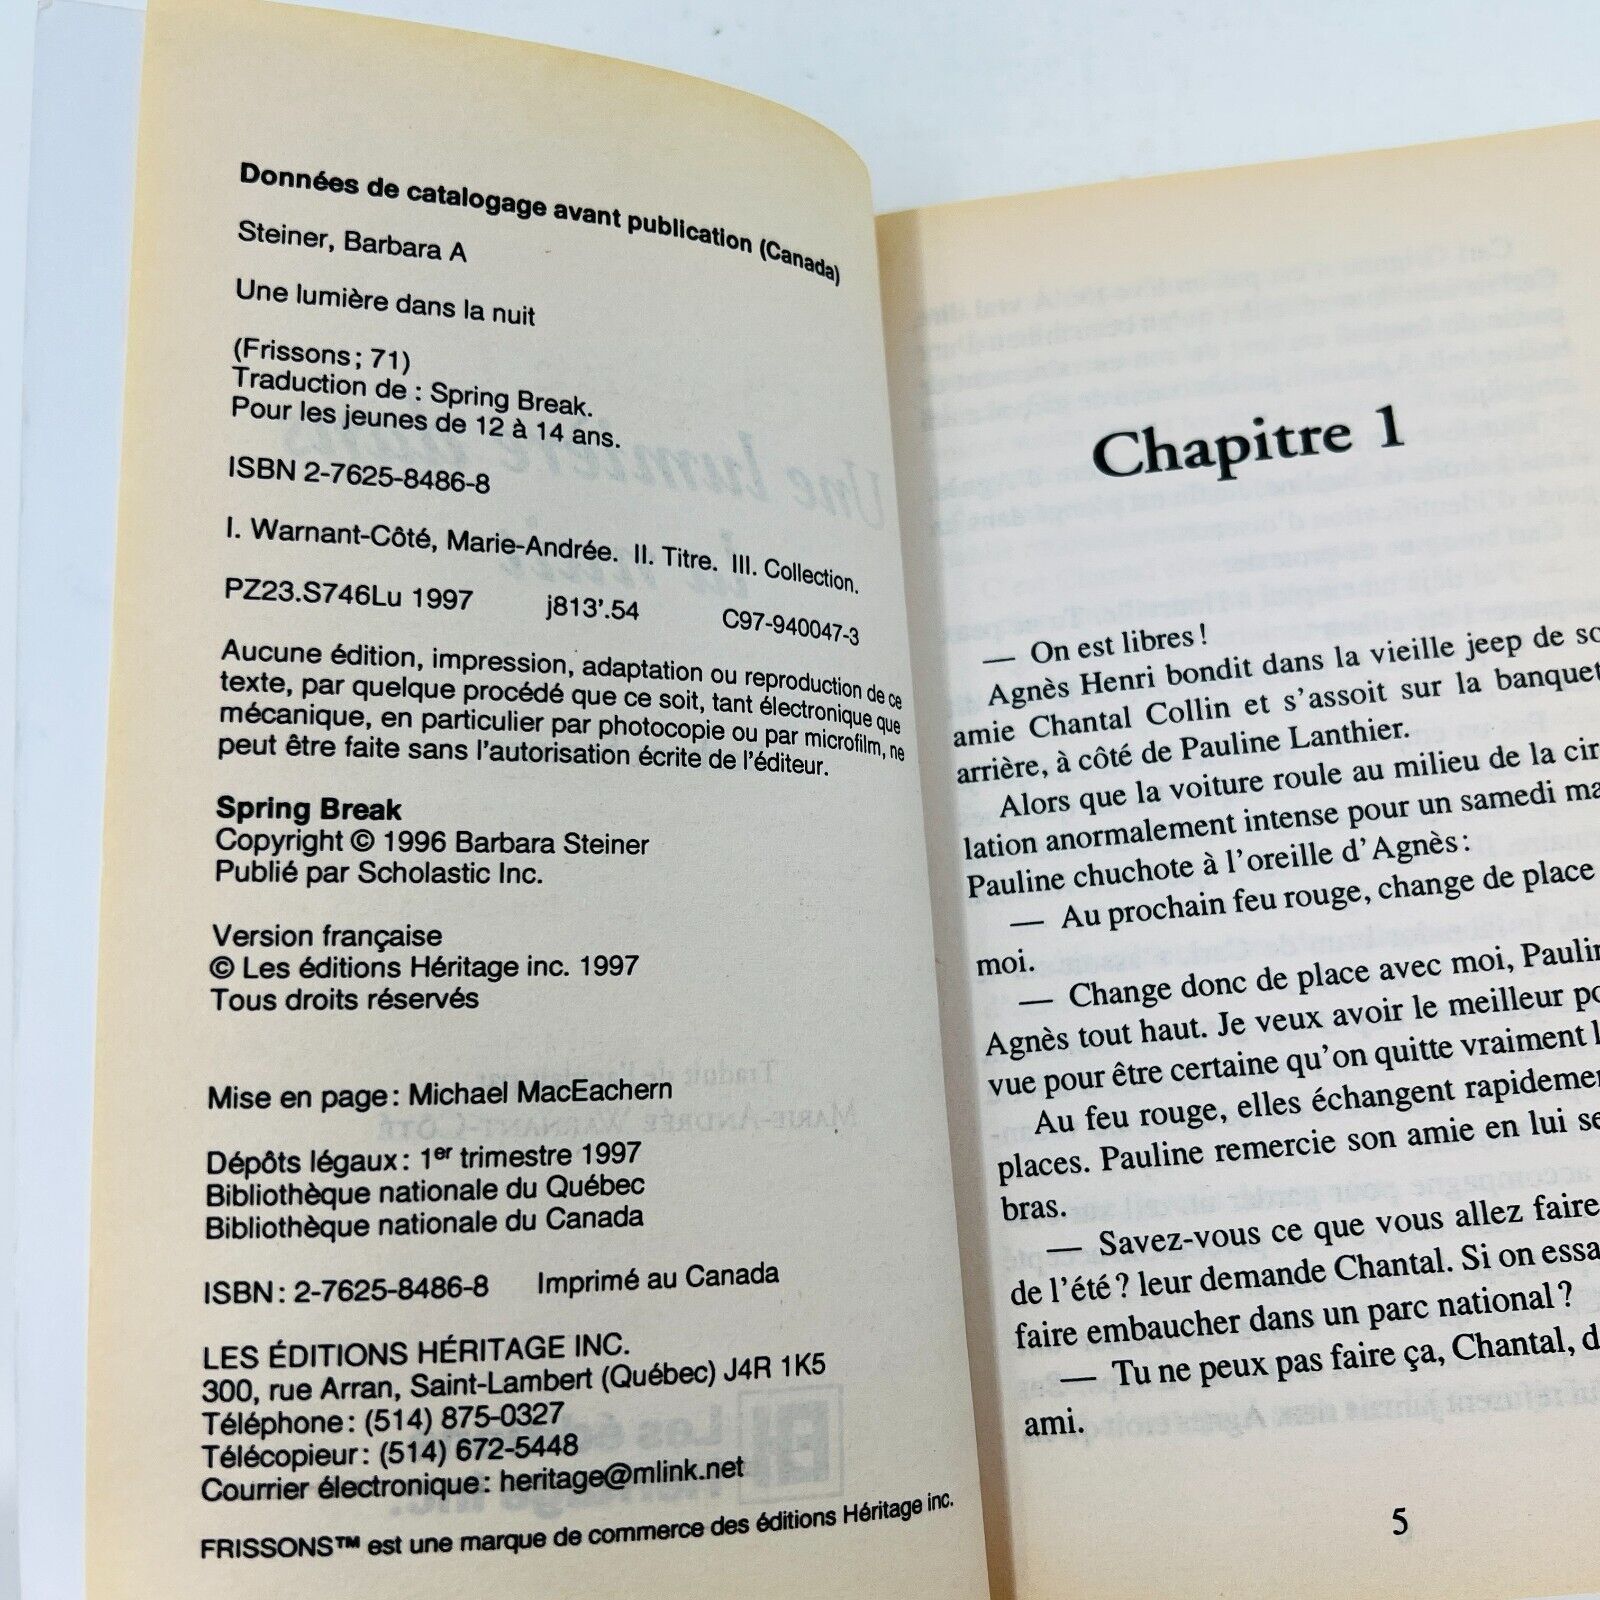 Données de catalogage avant publication (Canada)
Steiner, Barbara A
Une lumière dans la nuit
(Frissons ; 71)
Traduction de : Spring Break.
Pour les jeunes de 12 à 14 ans.
ISBN 2-7625-8486-8
I. Warnant-Côté, Marie-Andrée. II. Titre. III. Collection.
PZ23.S746Lu 1997 j813'.54 C97-940047-3
Aucune édition, impression, adaptation ou reproduction de ce
texte, par quelque procédé que ce soit, tant électronique que
mécanique, en particulier par photocopie ou par microfilm, ne
peut être faite sans l'autorisation écrite de l'éditeur.
Spring Break
Copyright © 1996 Barbara Steiner
Publié par Scholastic Inc.
Version française
© Les éditions Héritage inc. 1997
Tous droits réservés
Mise en page : Michael MacEachern
Dépôts légaux : 1er trimestre 1997
Bibliothèque nationale du Québec
Bibliothèque nationale du Canada
ISBN : 2-7625-8486-8 Imprimé au Canada
LES ÉDITIONS HÉRITAGE INC.
300, rue Arran, Saint-Lambert (Québec) J4R 1K5
Téléphone : (514) 875-0327
Télécopieur : (514) 672-5448
Courrier électronique : heritage@mlink.net
FRISSONS™ est une marque de commerce des éditions Héritage inc.
Chapitre 1
— On est libres !
Agnès Henri bondit dans la vieille jeep de so
amie Chantal Collin et s'assoit sur la banquet
arrière, à côté de Pauline Lanthier.
Alors que la voiture roule au milieu de la cir
lation anormalement intense pour un samedi ma
Pauline chuchote à l'oreille d'Agnès :
— Au prochain feu rouge, change de place
moi.
— Change donc de place avec moi, Paulin
Agnès tout haut. Je veux avoir le meilleur po
vue pour être certaine qu'on quitte vraiment l
Au feu rouge, elles échangent rapidemen
places. Pauline remercie son amie en lui se
bras.
— Savez-vous ce que vous allez faire
de l'été ? leur demande Chantal. Si on essa
faire embaucher dans un parc national ?
— Tu ne peux pas faire ça, Chantal, d
ami.
5